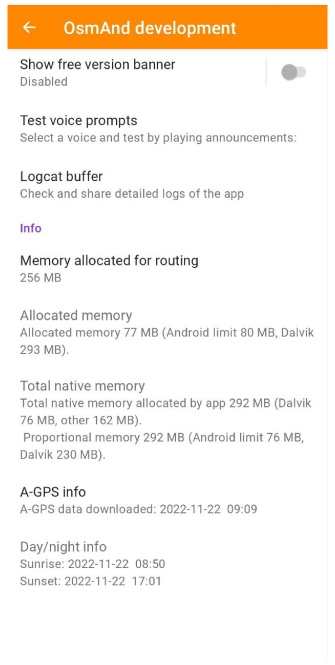 OsmAnd development
Show free version banner
Disabled
Test voice prompts
Select a voice and test by playing announcements:
Logcat buffer
Check and share detailed logs of the app
Info
Memory allocated for routing
256 MB
Allocated memory
Allocated memory 77 MB (Android limit 80 MB, Dalvik
293 MB).
Total native memory
Total native memory allocated by app 292 MB (Dalvik
76 MB, other 162 MB).
Proportional memory 292 MB (Android limit 76 MB,
Dalvik 230 MB).
A-GPS info
A-GPS data downloaded: 2022-11-22  09:09
Day/night info
Sunrise: 2022-11-22  08:50
Sunset: 2022-11-22  17:01